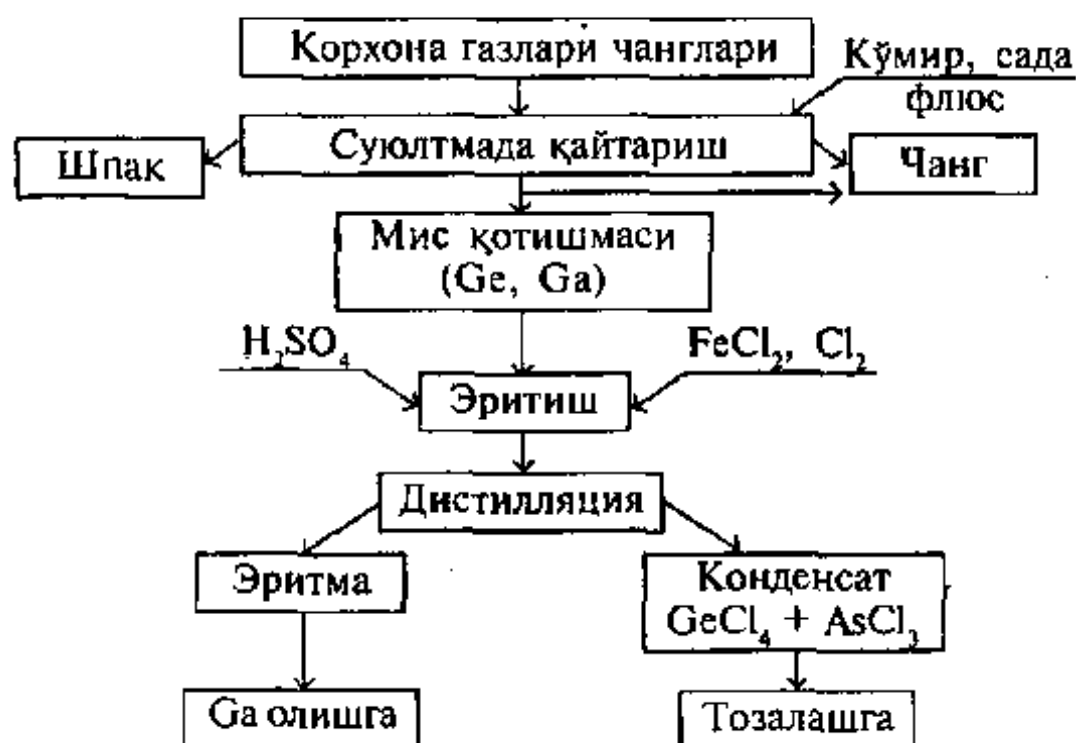 Корхона газлари чанглари
Кўмир, сада
флюс
Суюлтмада қайтариш
Шпак
Чанг
Мис қотишмаси
(Ge, Ga)
H₂SO₄
FeCl₂, Cl₂
Эритиш
Дистилляция
Эритма
Конденсат
GeCl₄ + AsCl₃
Ga олишга
Тозалашга